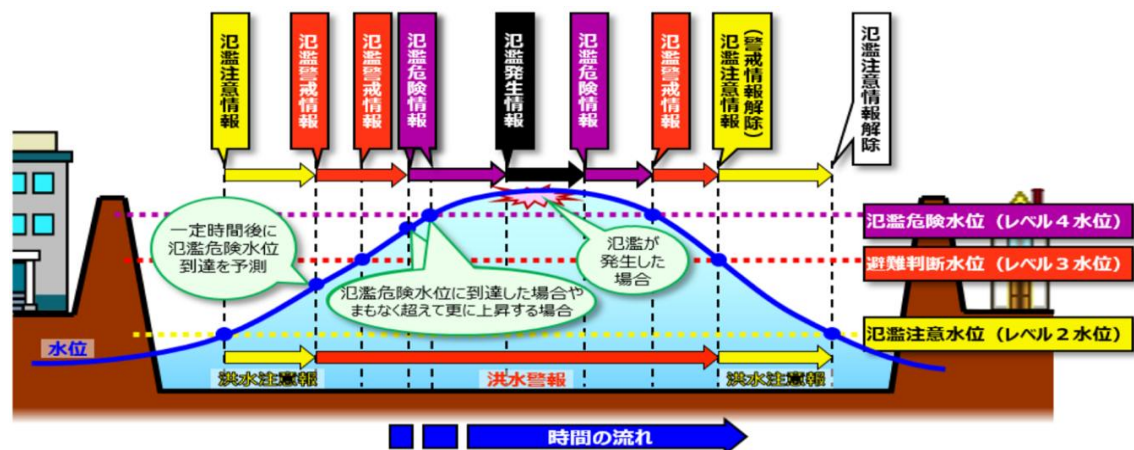 氾濫注意情報
氾濫警戒情報
氾濫警戒情報
氾濫危険情報
氾濫発生情報
氾濫危険情報
氾濫警戒情報
(警戒情報解除)
氾濫注意情報
氾濫注意情報解除
一定時間後に
氾濫危険水位
到達を予測
氾濫危険水位に到達した場合や
まもなく超えて更に上昇する場合
氾濫が
発生した
場合
氾濫危険水位(レベル4水位)
避難判断水位(レベル3水位)
氾濫注意水位(レベル2水位)
水位
洪水注意報
洪水警報
洪水注意報
時間の流れ